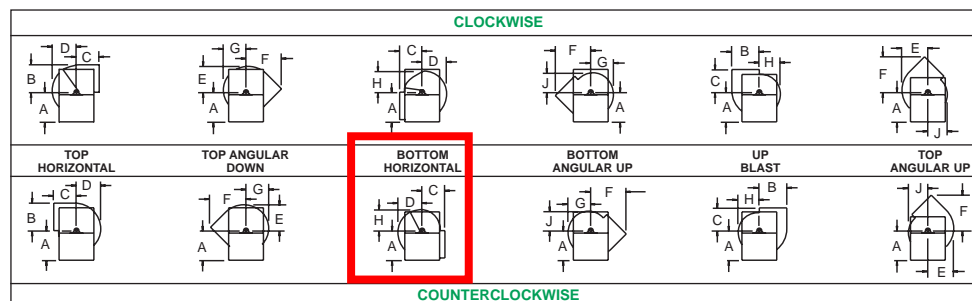 CLOCKWISE
D C B A
G F E A
C D H A
F G J A
B H C A
E F A J
TOP HORIZONTAL
TOP ANGULAR DOWN
BOTTOM HORIZONTAL
BOTTOM ANGULAR UP
UP BLAST
TOP ANGULAR UP
C D B A
F G E A
C D H A
F G J A
B H C A
J F A E
COUNTERCLOCKWISE